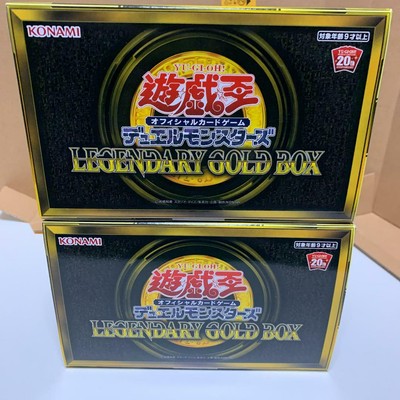 KONAMI
対象年齢9才以上
YU-GI-OH!
20th
遊戯王
オフィシャルカードゲーム
デュエルモンスターズ
LEGENDARY GOLD BOX
KONAMI
対象年齢9才以上
YU-GI-OH!
20th
遊戯王
オフィシャルカードゲーム
デュエルモンスターズ
LEGENDARY GOLD BOX